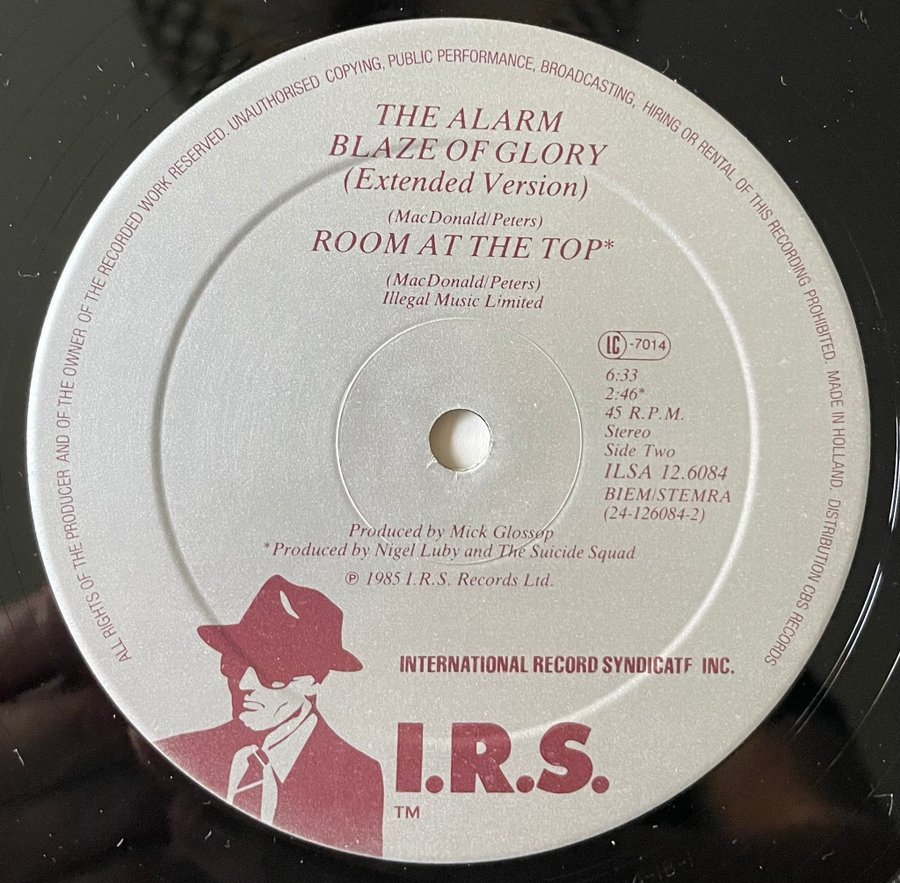 ALL RIGHTS OF THE PRODUCER AND OF THE OWNER OF THE RECORDED WORK RESERVED. UNAUTHORISED COPYING, PUBLIC PERFORMANCE, BROADCASTING, HIRING OR RENTAL OF THIS RECORDING PROHIBITED. MADE IN HOLLAND. DISTRIBUTION CBS RECORDS
THE ALARM
BLAZE OF GLORY
(Extended Version)
(MacDonald/Peters)
ROOM AT THE TOP*
(MacDonald/Peters)
Illegal Music Limited
LC-7014
6:33
2:46*
45 R.P.M.
Stereo
Side Two
ILSA 12.6084
BIEM/STEMRA
(24-126084-2)
Produced by Mick Glossop
*Produced by Nigel Luby and The Suicide Squad
℗ 1985 I.R.S. Records Ltd.
INTERNATIONAL RECORD SYNDICATE INC.
I.R.S.
TM